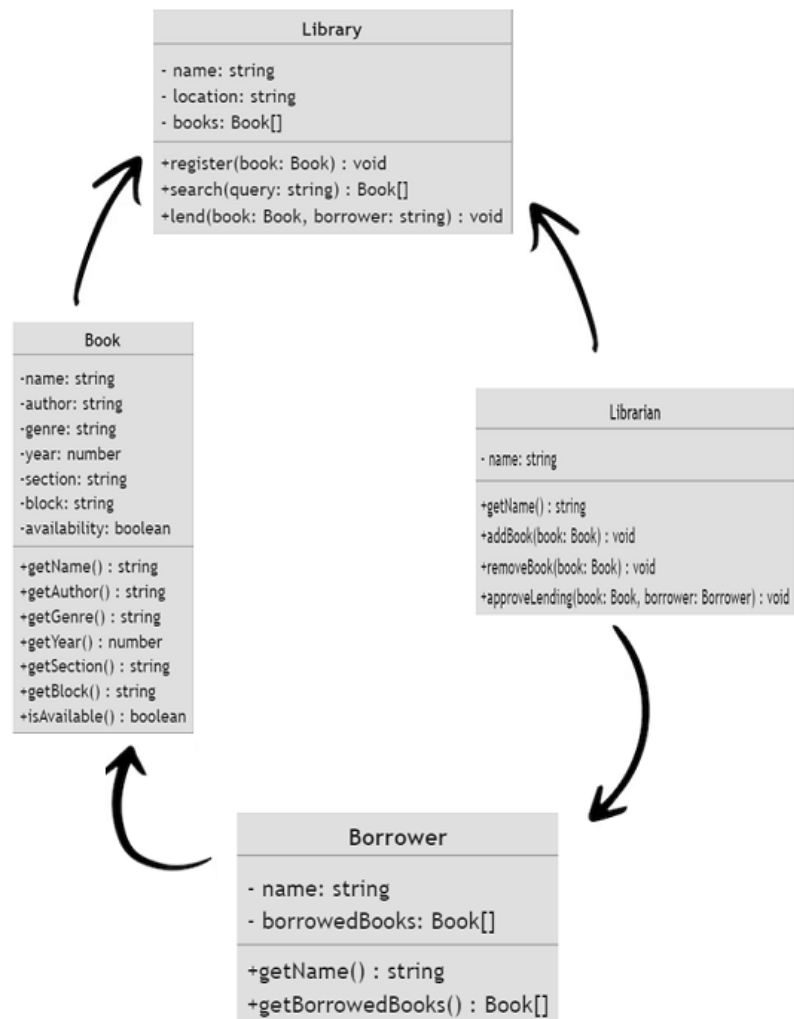 Library
- name: string
- location: string
- books: Book[]
+register(book: Book) : void
+search(query: string) : Book[]
+lend(book: Book, borrower: string) : void
Book
-name: string
-author: string
-genre: string
-year: number
-section: string
-block: string
-availability: boolean
+getName() : string
+getAuthor() : string
+getGenre() : string
+getYear() : number
+getSection() : string
+getBlock() : string
+isAvailable() : boolean
Librarian
- name: string
+getName() : string
+addBook(book: Book) : void
+removeBook(book: Book) : void
+approveLending(book: Book, borrower: Borrower) : void
Borrower
- name: string
- borrowedBooks: Book[]
+getName() : string
+getBorrowedBooks() : Book[]